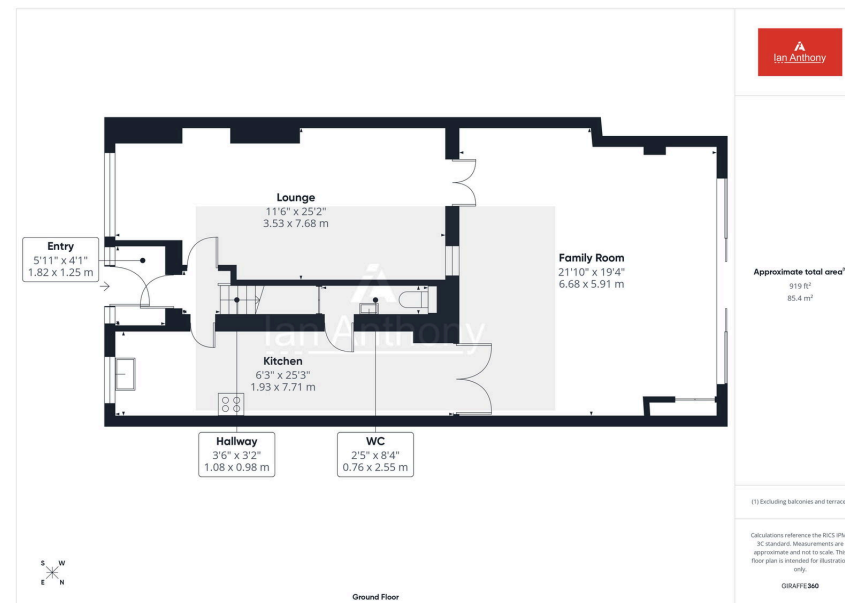 Ian Anthony
Lounge
11'6" x 25'2"
3.53 x 7.68 m
Entry
5'11" x 4'1"
1.82 x 1.25 m
Family Room
21'10" x 19'4"
6.68 x 5.91 m
Approximate total area
919 ft²
85.4 m²
Ian Anthony
Kitchen
6'3" x 25'3"
1.93 x 7.71 m
Hallway
3'6" x 3'2"
1.08 x 0.98 m
WC
2'5" x 8'4"
0.76 x 2.55 m
(1) Excluding balconies and terrace
Calculations reference the RICS IPM
3C standard. Measurements are
approximate and not to scale. This
floor plan is intended for illustratio
only.
GIRAFFE360
S W
E N
Ground Floor